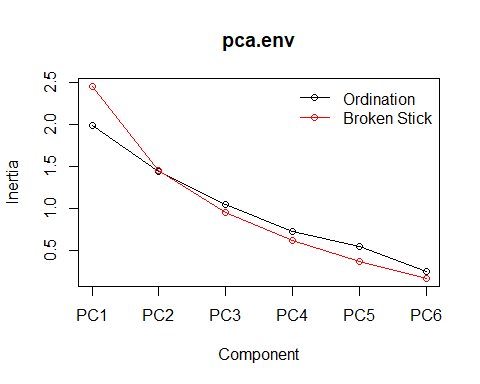 pca.env
Inertia
2.5
2.0
1.5
1.0
0.5
Ordination
Broken Stick
PC1 PC2 PC3 PC4 PC5 PC6
Component